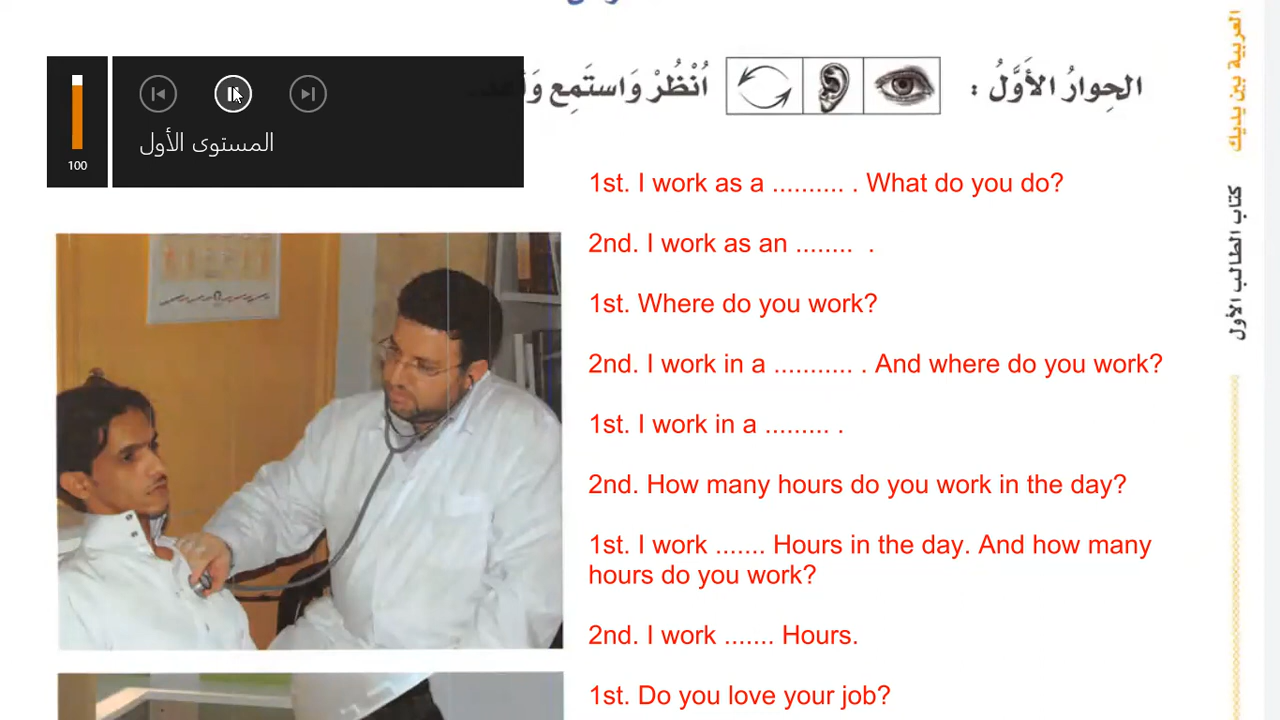 الحِوارُ الأَوَّلُ :
اُنْظُرْ وَاستَمِع
المستوى الأول
100
1st. I work as a .......... . What do you do?
2nd. I work as an ........ .
1st. Where do you work?
2nd. I work in a ........... . And where do you work?
1st. I work in a ......... .
2nd. How many hours do you work in the day?
1st. I work ....... Hours in the day. And how many
hours do you work?
2nd. I work ....... Hours.
1st. Do you love your job?
العربية بين يديك
كتاب الطالب الأول